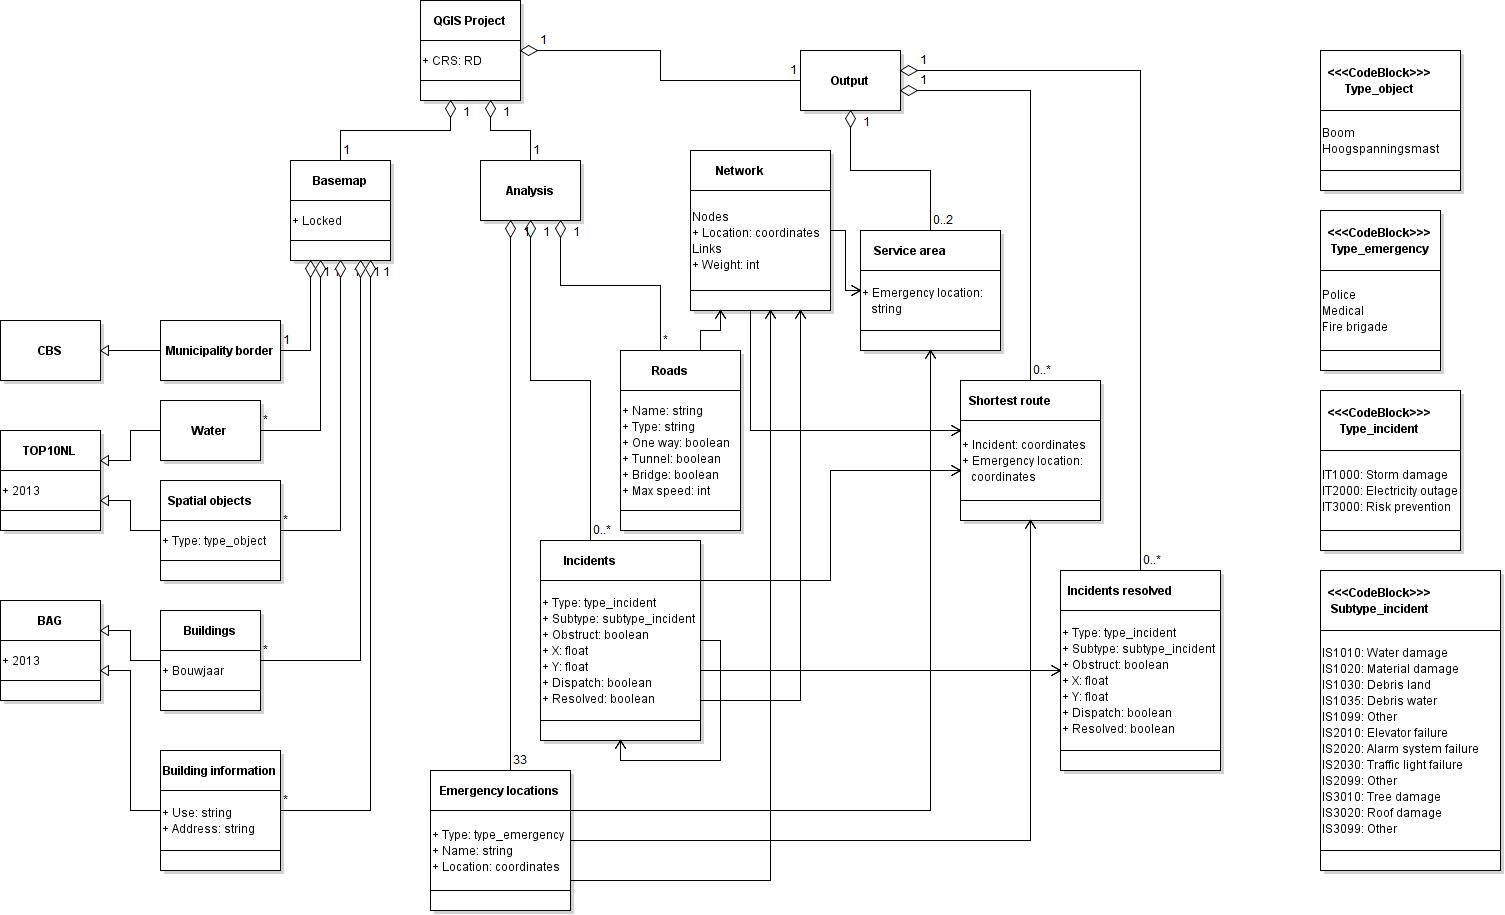 QGIS Project
+ CRS: RD
1
1
1
1
Output
1
1
1
1
1
Basemap
+ Locked
1
1
1
Analysis
1
1
1
Network
Nodes
+ Location: coordinates
Links
+ Weight: int
0..2
Service area
+ Emergency location:
string
CBS
Municipality border
1
Water
*
TOP10NL
+ 2013
Spatial objects
+ Type: type_object
*
BAG
+ 2013
Buildings
+ Bouwjaar
*
Building information
+ Use: string
+ Address: string
*
*
Roads
+ Name: string
+ Type: string
+ One way: boolean
+ Tunnel: boolean
+ Bridge: boolean
+ Max speed: int
0..*
Shortest route
+ Incident: coordinates
+ Emergency location:
coordinates
0..*
Incidents
+ Type: type_incident
+ Subtype: subtype_incident
+ Obstruct: boolean
+ X: float
+ Y: float
+ Dispatch: boolean
+ Resolved: boolean
0..*
Incidents resolved
+ Type: type_incident
+ Subtype: subtype_incident
+ Obstruct: boolean
+ X: float
+ Y: float
+ Dispatch: boolean
+ Resolved: boolean
33
Emergency locations
+ Type: type_emergency
+ Name: string
+ Location: coordinates
<<<CodeBlock>>>
Type_object
Boom
Hoogspanningsmast
<<<CodeBlock>>>
Type_emergency
Police
Medical
Fire brigade
<<<CodeBlock>>>
Type_incident
IT1000: Storm damage
IT2000: Electricity outage
IT3000: Risk prevention
<<<CodeBlock>>>
Subtype_incident
IS1010: Water damage
IS1020: Material damage
IS1030: Debris land
IS1035: Debris water
IS1099: Other
IS2010: Elevator failure
IS2020: Alarm system failure
IS2030: Traffic light failure
IS2099: Other
IS3010: Tree damage
IS3020: Roof damage
IS3099: Other